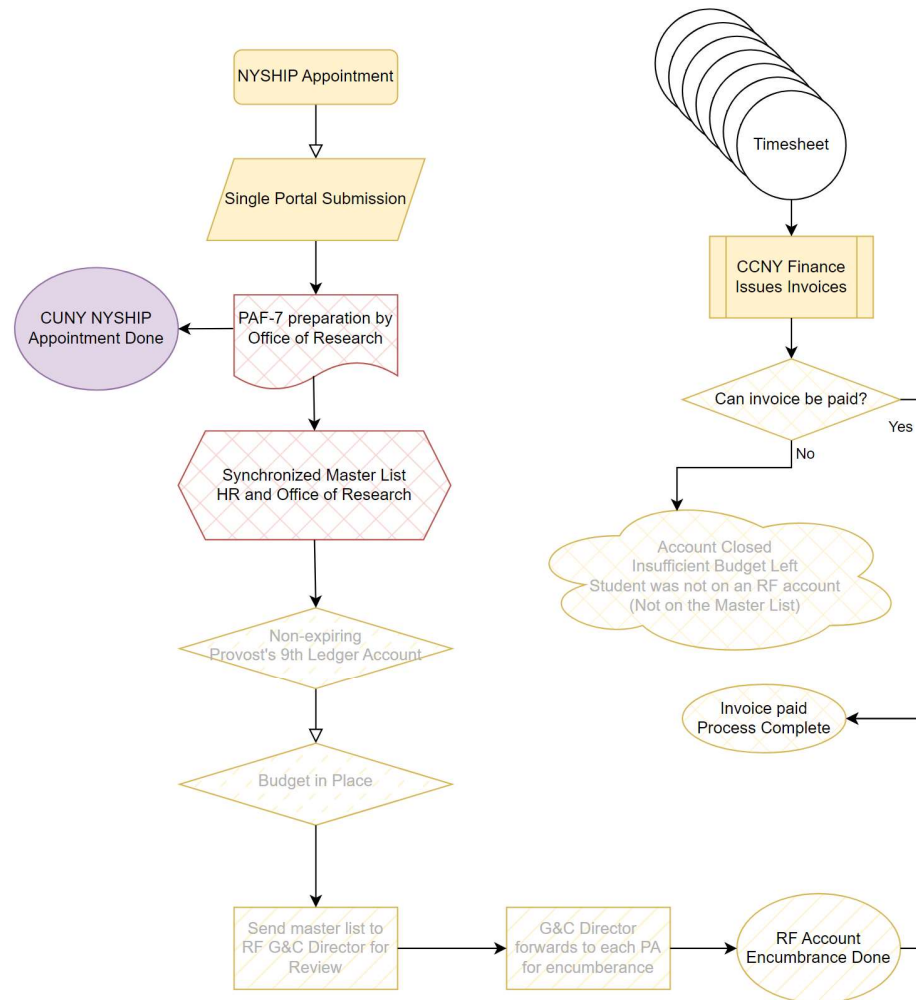 NYSHIP Appointment
Single Portal Submission
PAF-7 preparation by
Office of Research
CUNY NYSHIP
Appointment Done
Synchronized Master List
HR and Office of Research
Non-expiring
Provost's 9th Ledger Account
Budget in Place
Send master list to
RF G&C Director for
Review
G&C Director
forwards to each PA
for encumberance
RF Account
Encumbrance Done
Timesheet
CCNY Finance
Issues Invoices
Can invoice be paid?
Yes
No
Account Closed
Insufficient Budget Left
Student was not on an RF account
(Not on the Master List)
Invoice paid
Process Complete